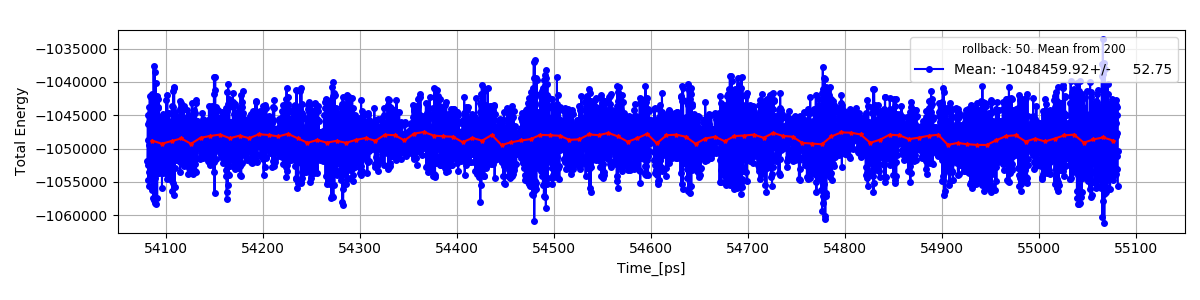 −1035000
−1040000
−1045000
−1050000
−1055000
−1060000
Total Energy
rollback: 50. Mean from 200
Mean: -1048459.92+/- 52.75
54100 54200 54300 54400 54500 54600 54700 54800 54900 55000 55100
Time_[ps]